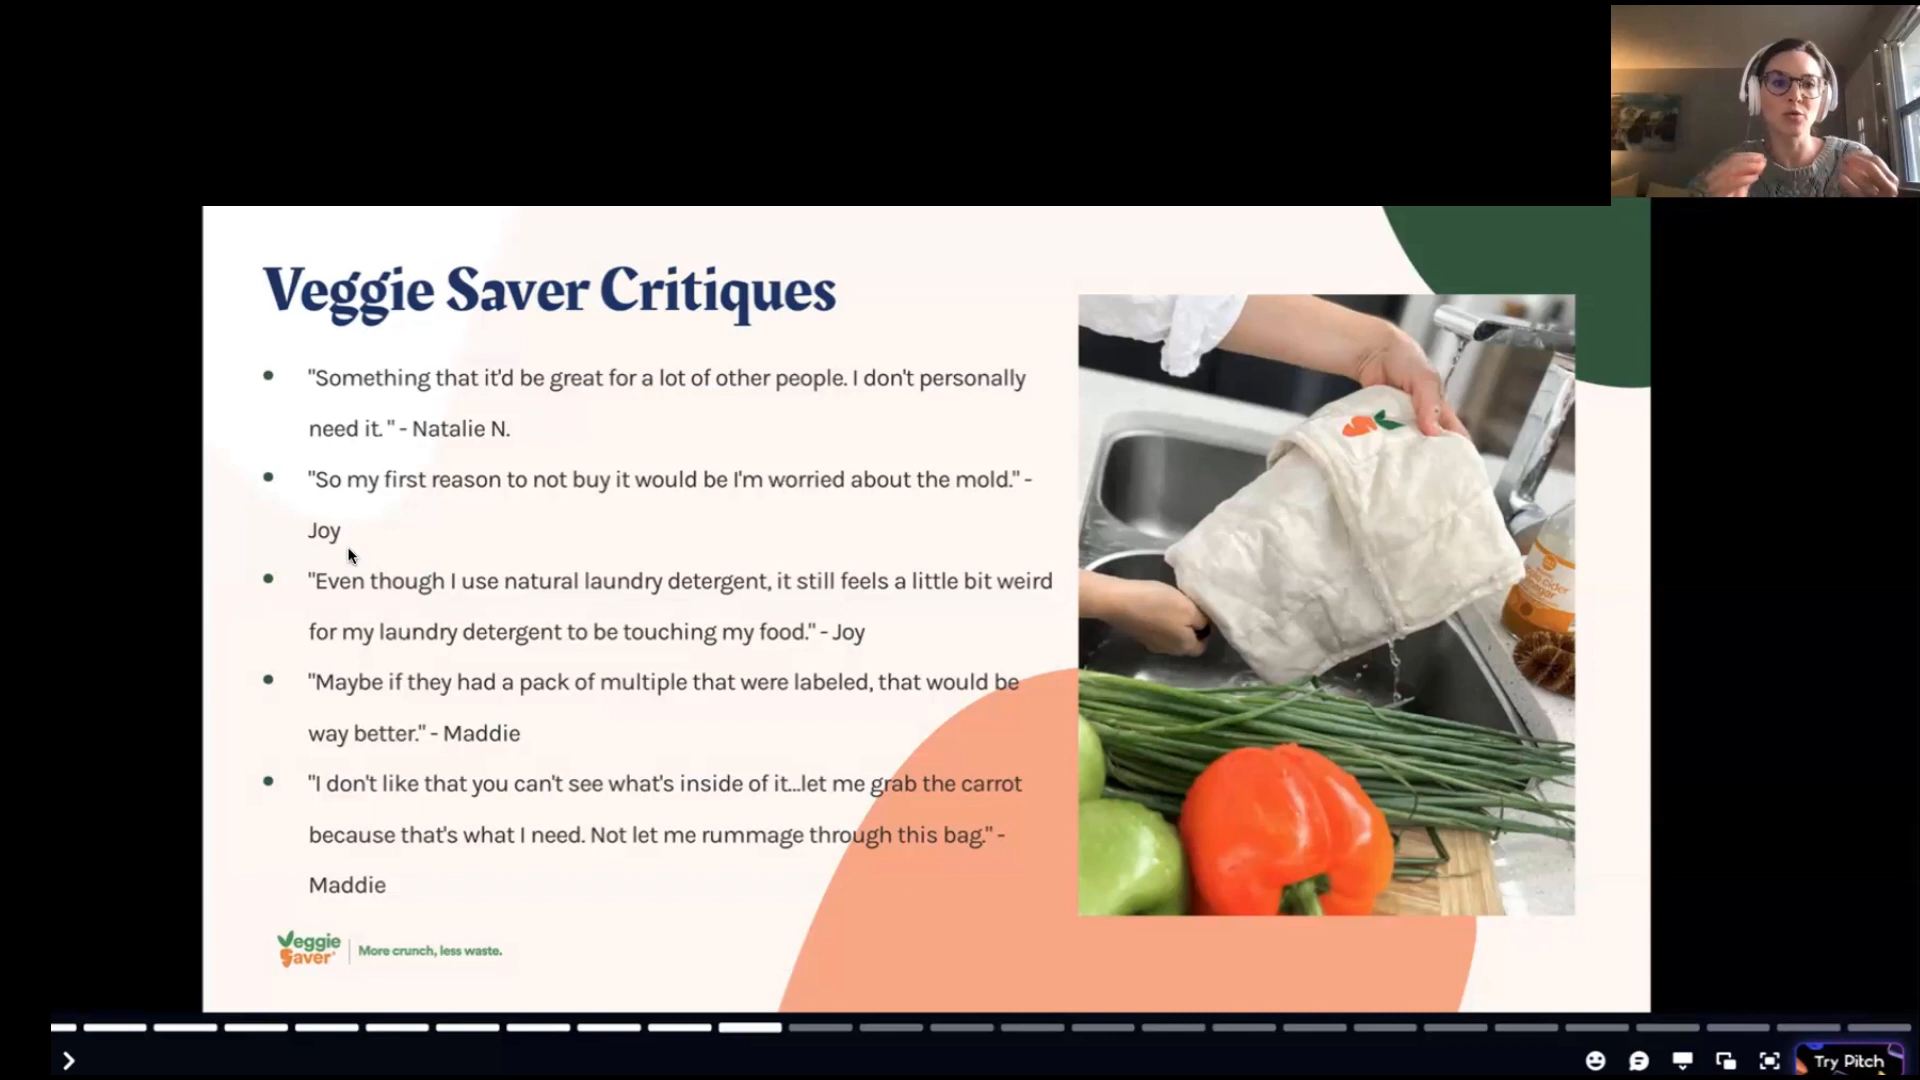 Veggie Saver Critiques
"Something that it'd be great for a lot of other people. I don't personally
need it. " - Natalie N.
"So my first reason to not buy it would be I'm worried about the mold." -
Joy
"Even though I use natural laundry detergent, it still feels a little bit weird
for my laundry detergent to be touching my food." - Joy
"Maybe if they had a pack of multiple that were labeled, that would be
way better." - Maddie
"I don't like that you can't see what's inside of it...let me grab the carrot
because that's what I need. Not let me rummage through this bag." -
Maddie
Veggie
Saver
More crunch, less waste.
cider
vinegar
Try Pitch